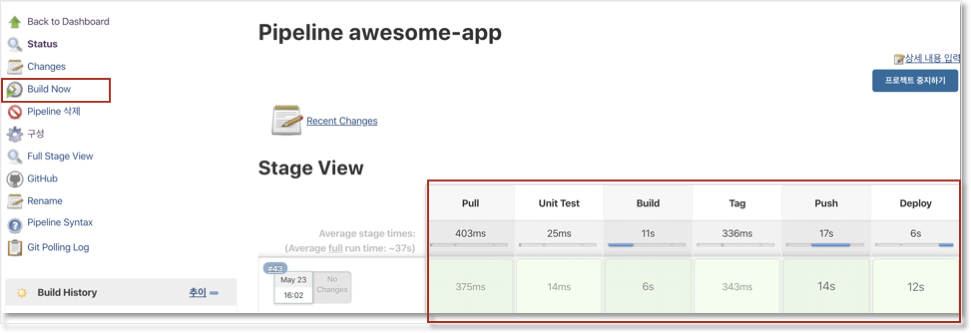 Back to Dashboard
Status
Changes
Build Now
Pipeline 삭제
구성
Full Stage View
GitHub
Rename
Pipeline Syntax
Git Polling Log
Build History 추이
Pipeline awesome-app
상세 내용 입력
프로젝트 중지하기
Recent Changes
Stage View
Pull Unit Test Build Tag Push Deploy
Average stage times:
(Average full run time: ~37s)
403ms 25ms 11s 336ms 17s 6s
#43
May 23
16:02
No
Changes
375ms 14ms 6s 343ms 14s 12s